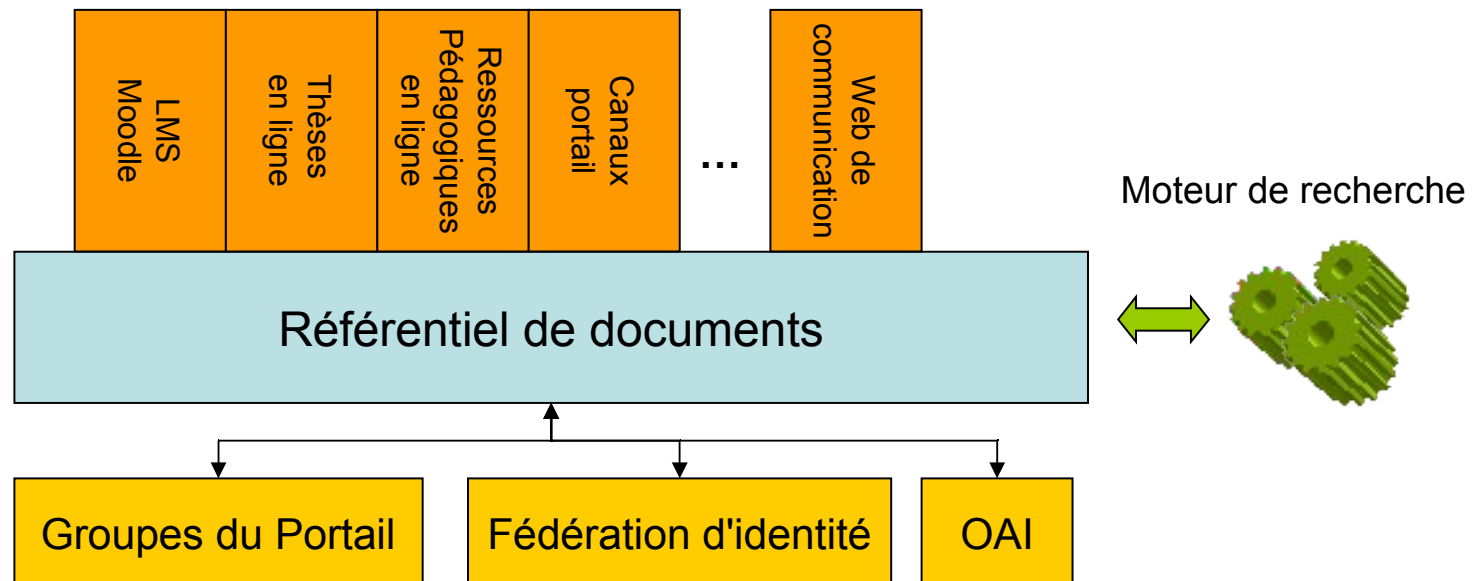 LMS
Moodle
Thèses
en ligne
Ressources
Pédagogiques
en ligne
Canaux
portail
...
Web de
communication
Moteur de recherche
Référentiel de documents
Groupes du Portail
Fédération d'identité
OAI